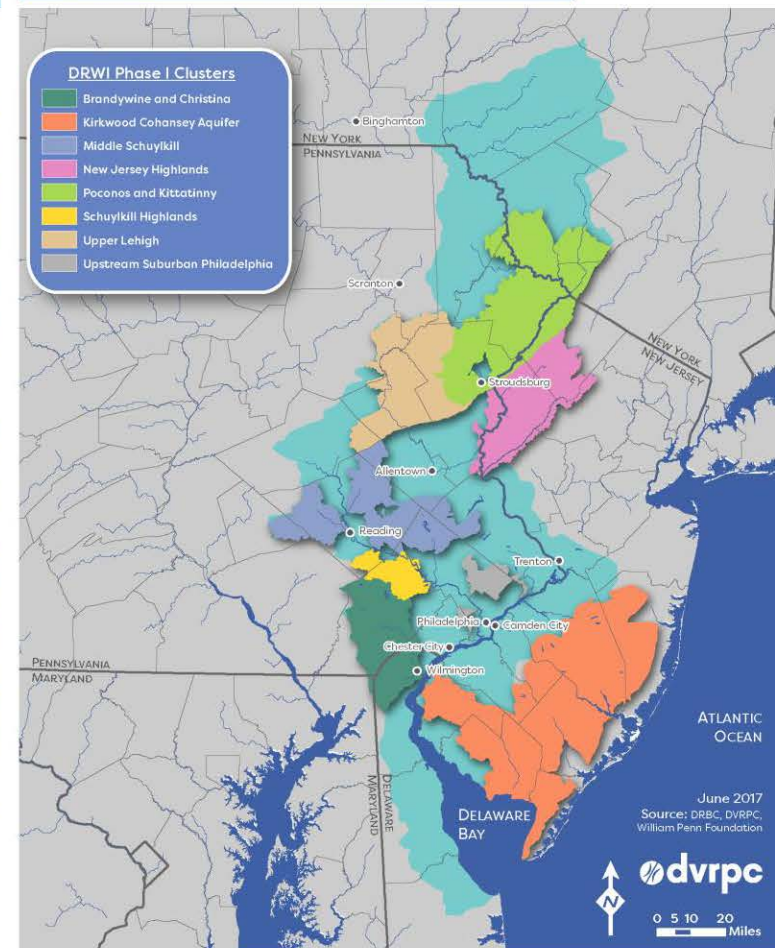 DRWI Phase I Clusters
Brandywine and Christina
Kirkwood Cohansey Aquifer
Middle Schuylkill
New Jersey Highlands
Poconos and Kittatinny
Schuylkill Highlands
Upper Lehigh
Upstream Suburban Philadelphia
Binghamton
NEW YORK
PENNSYLVANIA
Scranton
NEW YORK
NEW JERSEY
Stroudsburg
Allentown
Reading
Trenton
Philadelphia
Camden City
Chester City
Wilmington
PENNSYLVANIA
MARYLAND
DELAWARE
MARYLAND
ATLANTIC
OCEAN
DELAWARE
BAY
June 2017
Source: DRBC, DVRPC,
William Penn Foundation
dvrpc
N
0 5 10 20
Miles